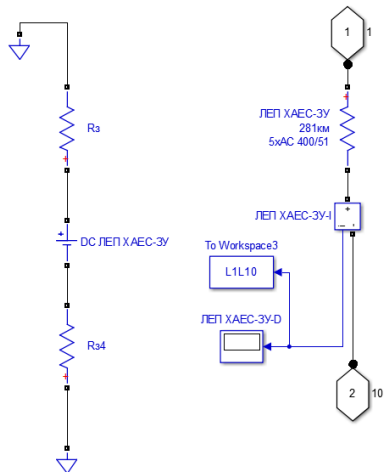 1
1
ЛЕП ХАЕС-ЗУ
281км
5хАС 400/51
Rз
+
ЛЕП ХАЕС-ЗУ-I
+
DC ЛЕП ХАЕС-ЗУ
To Workspace3
L1L10
ЛЕП ХАЕС-ЗУ-D
Rз4
2
10